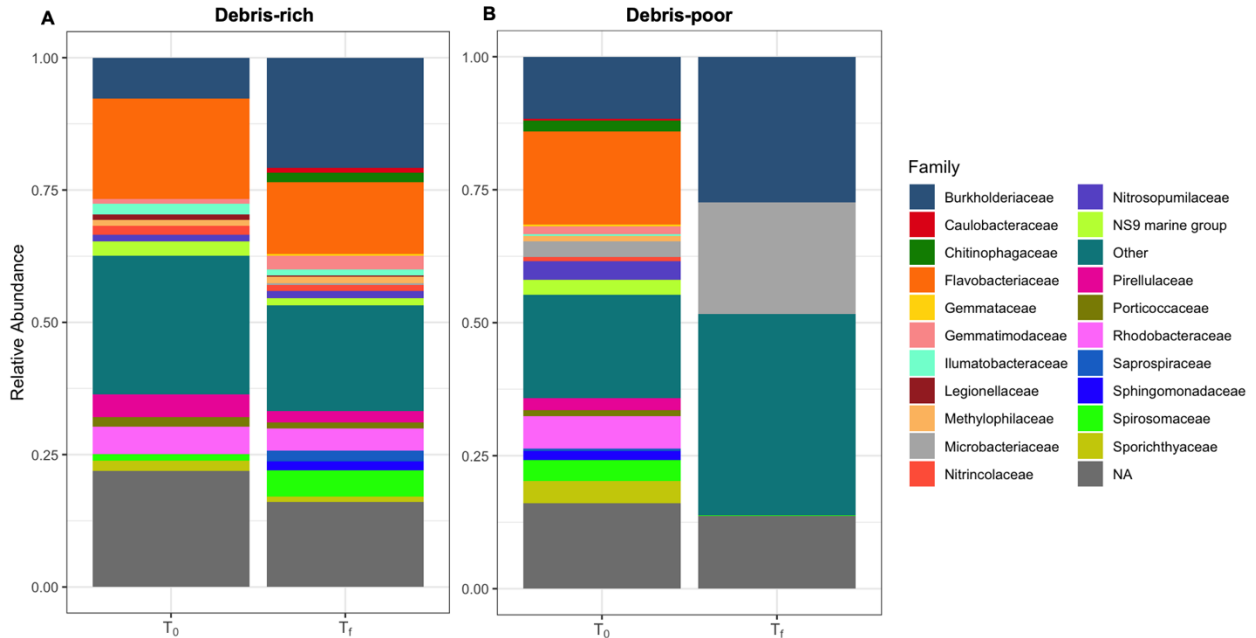 A Debris-rich
B Debris-poor
Relative Abundance
1.00
0.75
0.50
0.25
0.00
T0 Tf
1.00
0.75
0.50
0.25
0.00
T0 Tf
Family
Burkholderiaceae
Caulobacteraceae
Chitinophagaceae
Flavobacteriaceae
Gemmataceae
Gemmatimodaceae
Ilumatobacteraceae
Legionellaceae
Methylophilaceae
Microbacteriaceae
Nitrincolaceae
Nitrosopumilaceae
NS9 marine group
Other
Pirellulaceae
Porticoccaceae
Rhodobacteraceae
Saprospiraceae
Sphingomonadaceae
Spirosomaceae
Sporichthyaceae
NA